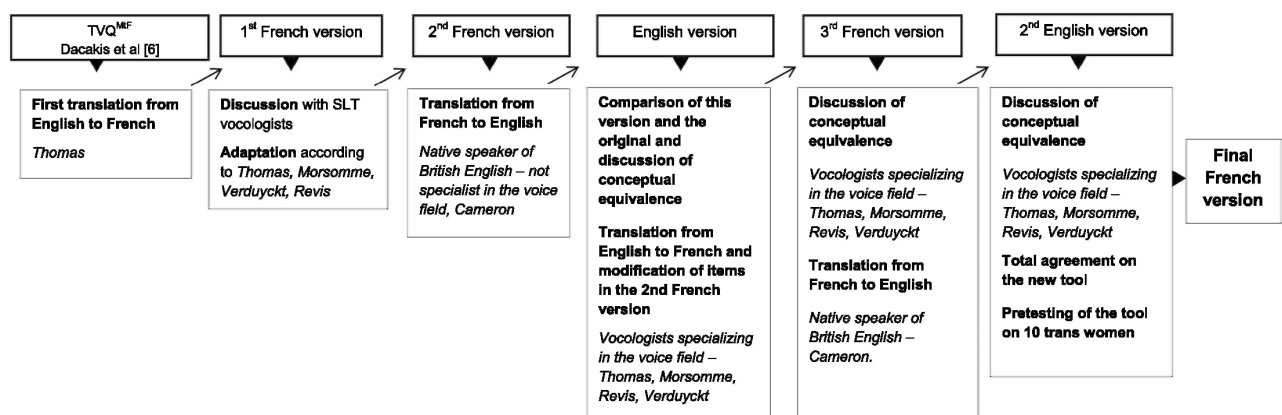 TVQMtF
Dacakis et al [6]
First translation from
English to French
Thomas
1st French version
Discussion with SLT
vocologists
Adaptation according
to Thomas, Morsomme,
Verduyckt, Revis
2nd French version
Translation from
French to English
Native speaker of
British English – not
specialist in the voice
field, Cameron
English version
Comparison of this
version and the
original and
discussion of
conceptual
equivalence
Translation from
English to French and
modification of items
in the 2nd French
version
Vocologists specializing
in the voice field –
Thomas, Morsomme,
Revis, Verduyckt
3rd French version
Discussion of
conceptual
equivalence
Vocologists specializing
in the voice field –
Thomas, Morsomme,
Revis, Verduyckt
Translation from
French to English
Native speaker of
British English –
Cameron.
2nd English version
Discussion of
conceptual
equivalence
Vocologists specializing
in the voice field –
Thomas, Morsomme,
Revis, Verduyckt
Total agreement on
the new tool
Pretesting of the tool
on 10 trans women
Final
French
version